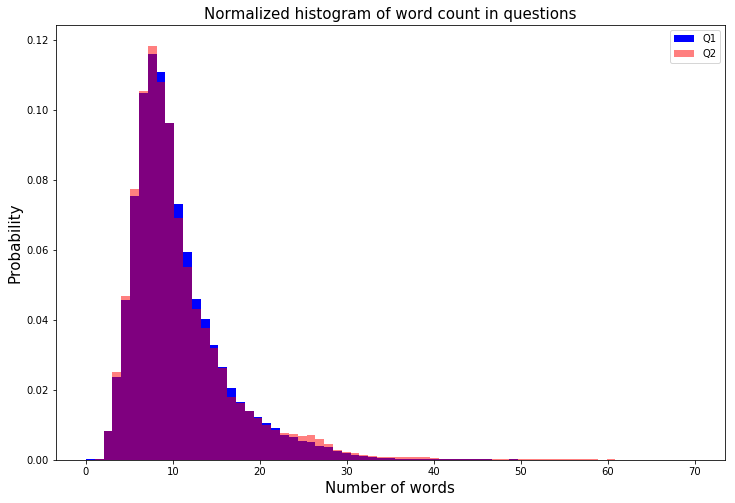 Normalized histogram of word count in questions
Q1
Q2
0.12
0.10
0.08
0.06
0.04
0.02
0.00
Probability
0 10 20 30 40 50 60 70
Number of words